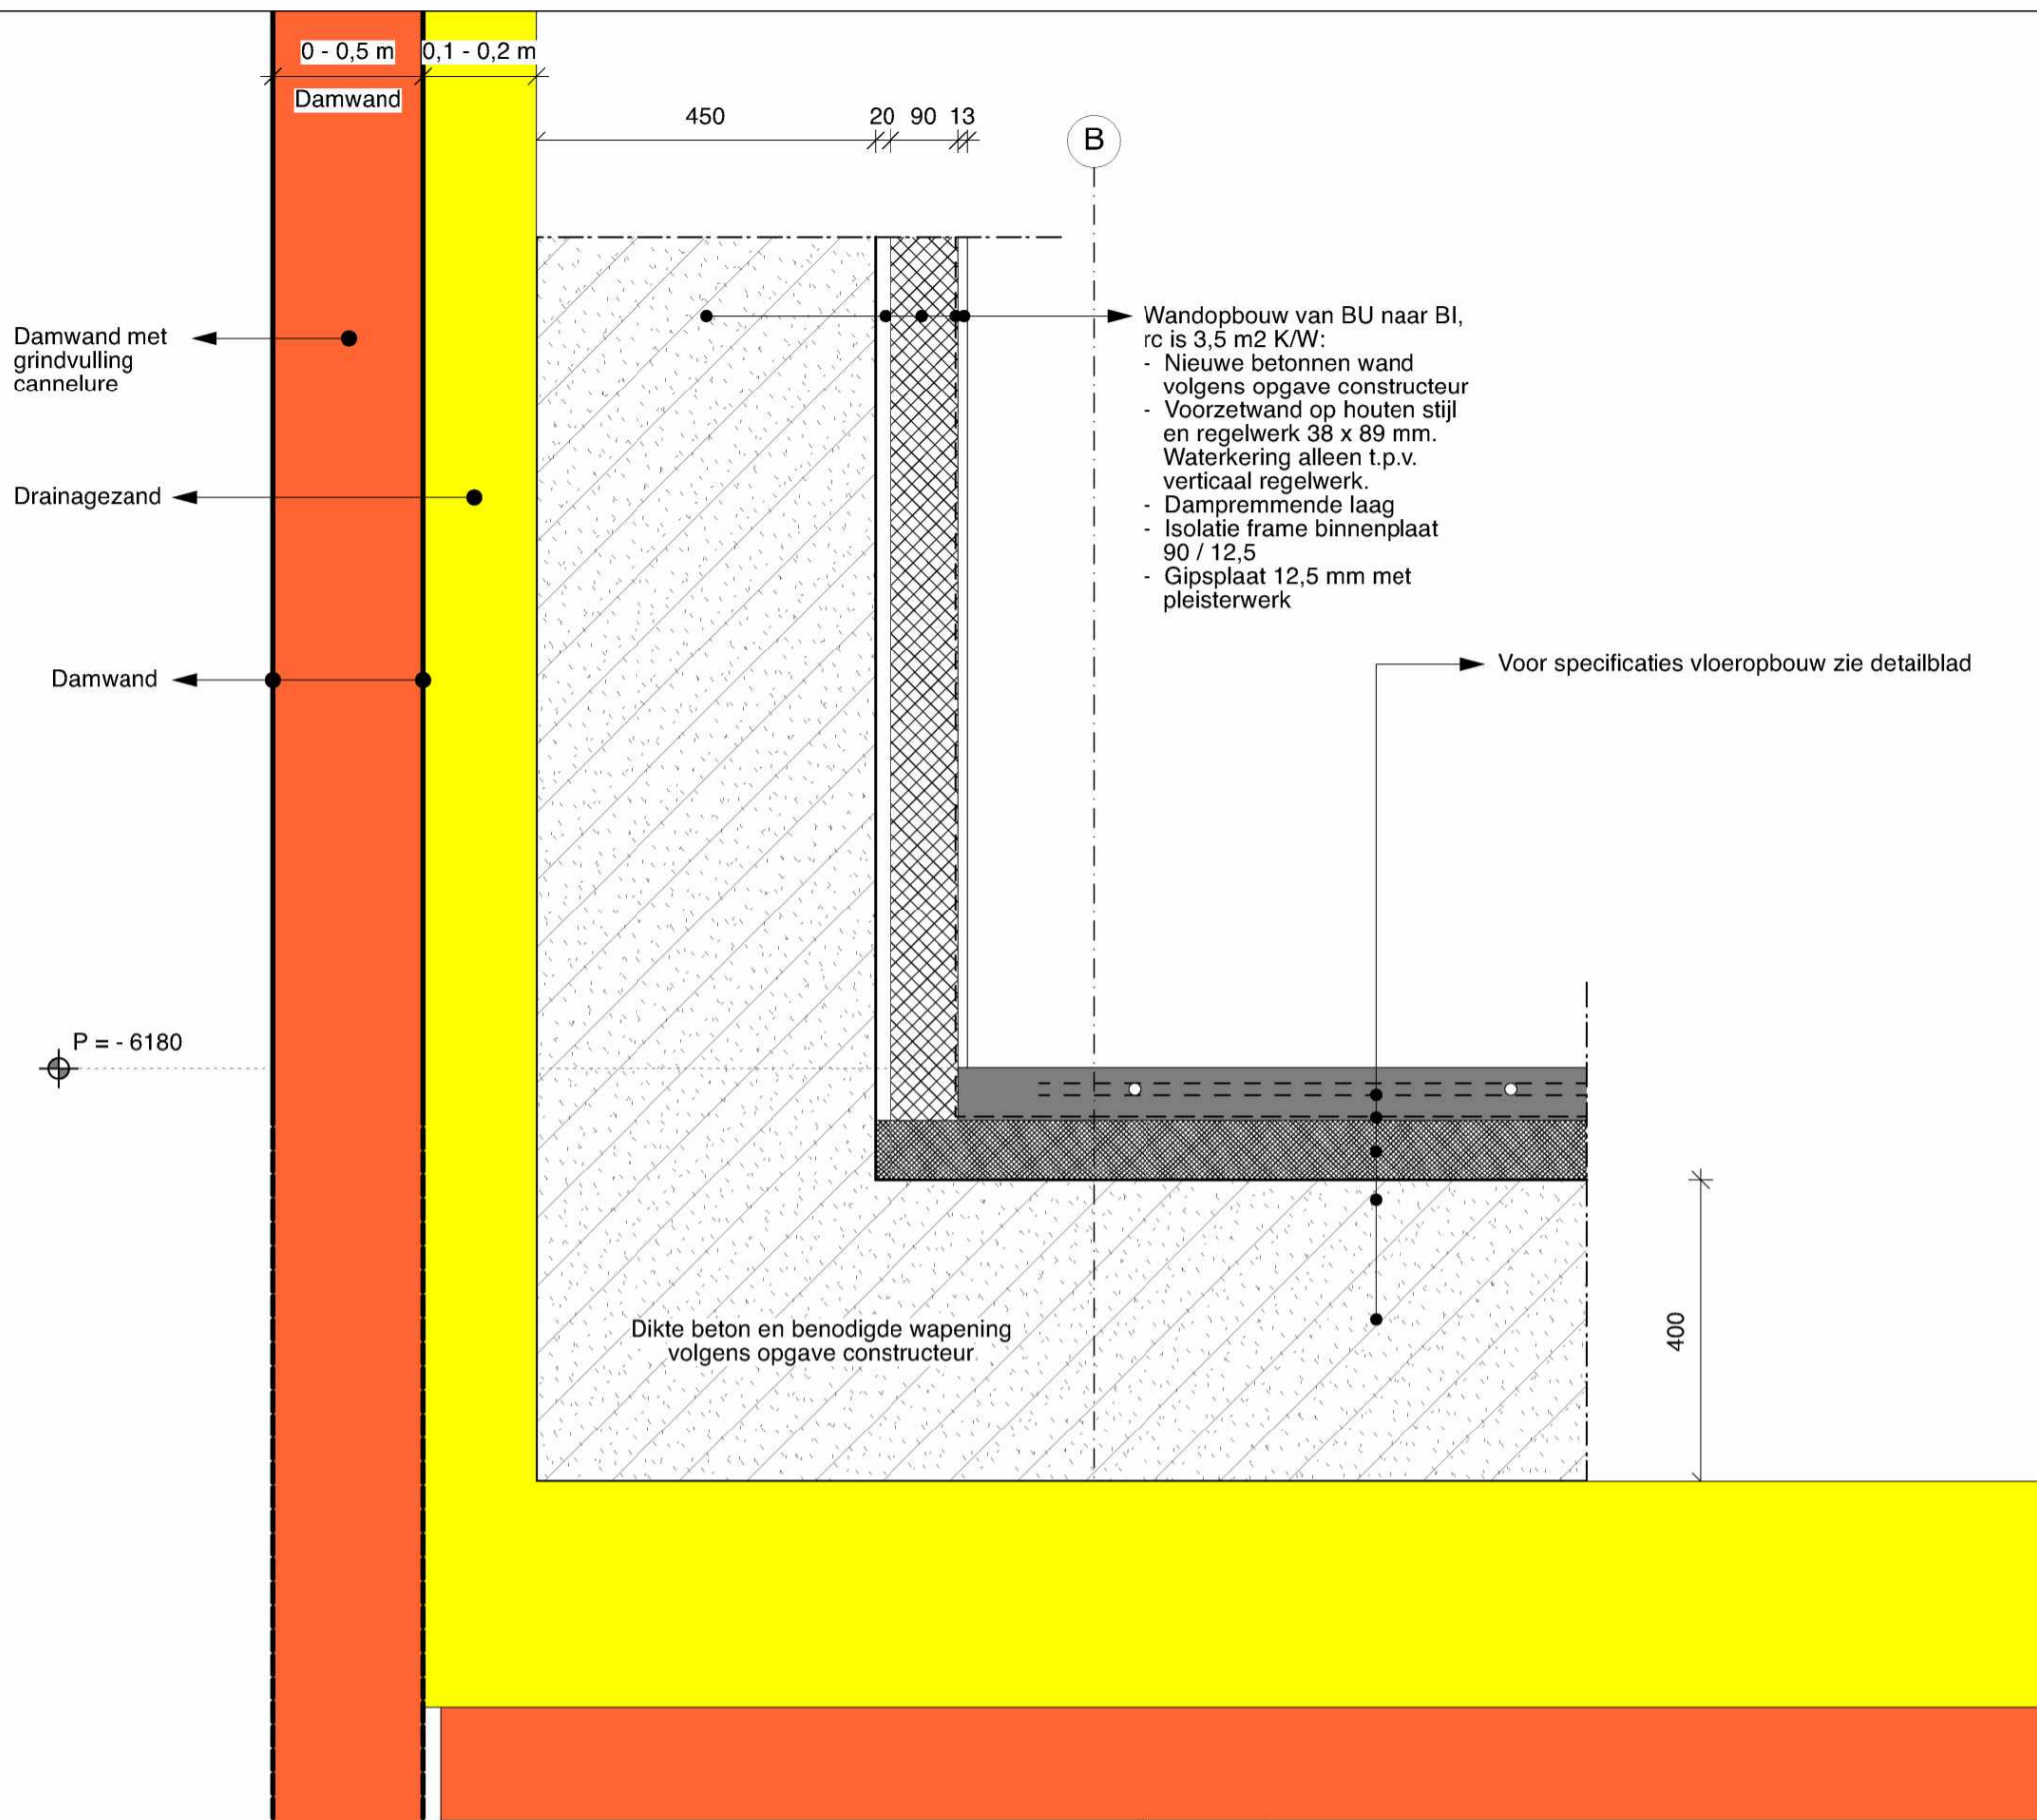 0 - 0,5 m
0,1 - 0,2 m
Damwand
450
20
90
13
B
Damwand met
grindvulling
cannelure
Drainagezand
Damwand
P = - 6180
Wandopbouw van BU naar BI,
rc is 3,5 m2 K/W:
- Nieuwe betonnen wand
volgens opgave constructeur
- Voorzetwand op houten stijl
en regelwerk 38 x 89 mm.
Waterkering alleen t.p.v.
verticaal regelwerk.
- Dampremmende laag
- Isolatie frame binnenplaat
90 / 12,5
- Gipsplaat 12,5 mm met
pleisterwerk
Voor specificaties vloeropbouw zie detailblad
Dikte beton en benodigde wapening
volgens opgave constructeur
400